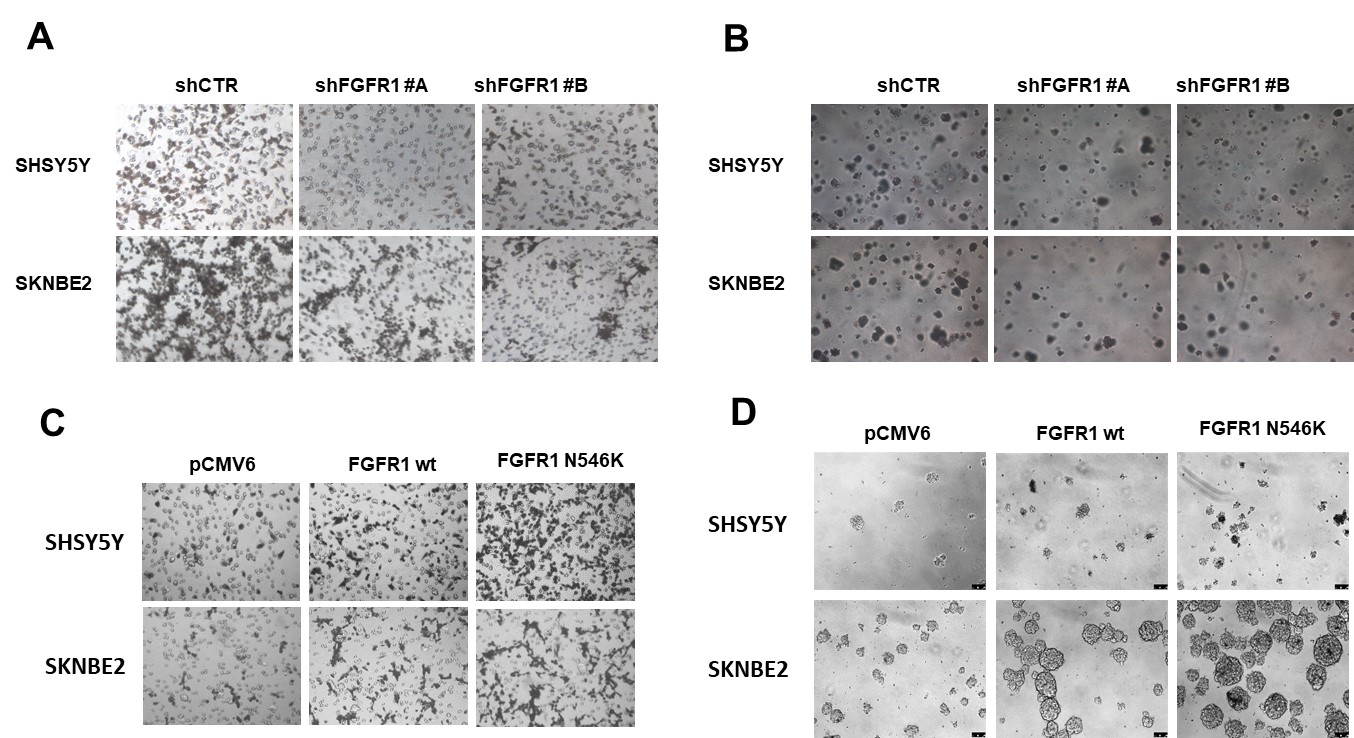 A
shCTR shFGFR1 #A shFGFR1 #B
SHSY5Y
SKNBE2
B
shCTR shFGFR1 #A shFGFR1 #B
SHSY5Y
SKNBE2
C
pCMV6 FGFR1 wt FGFR1 N546K
SHSY5Y
SKNBE2
D
pCMV6 FGFR1 wt FGFR1 N546K
SHSY5Y
SKNBE2